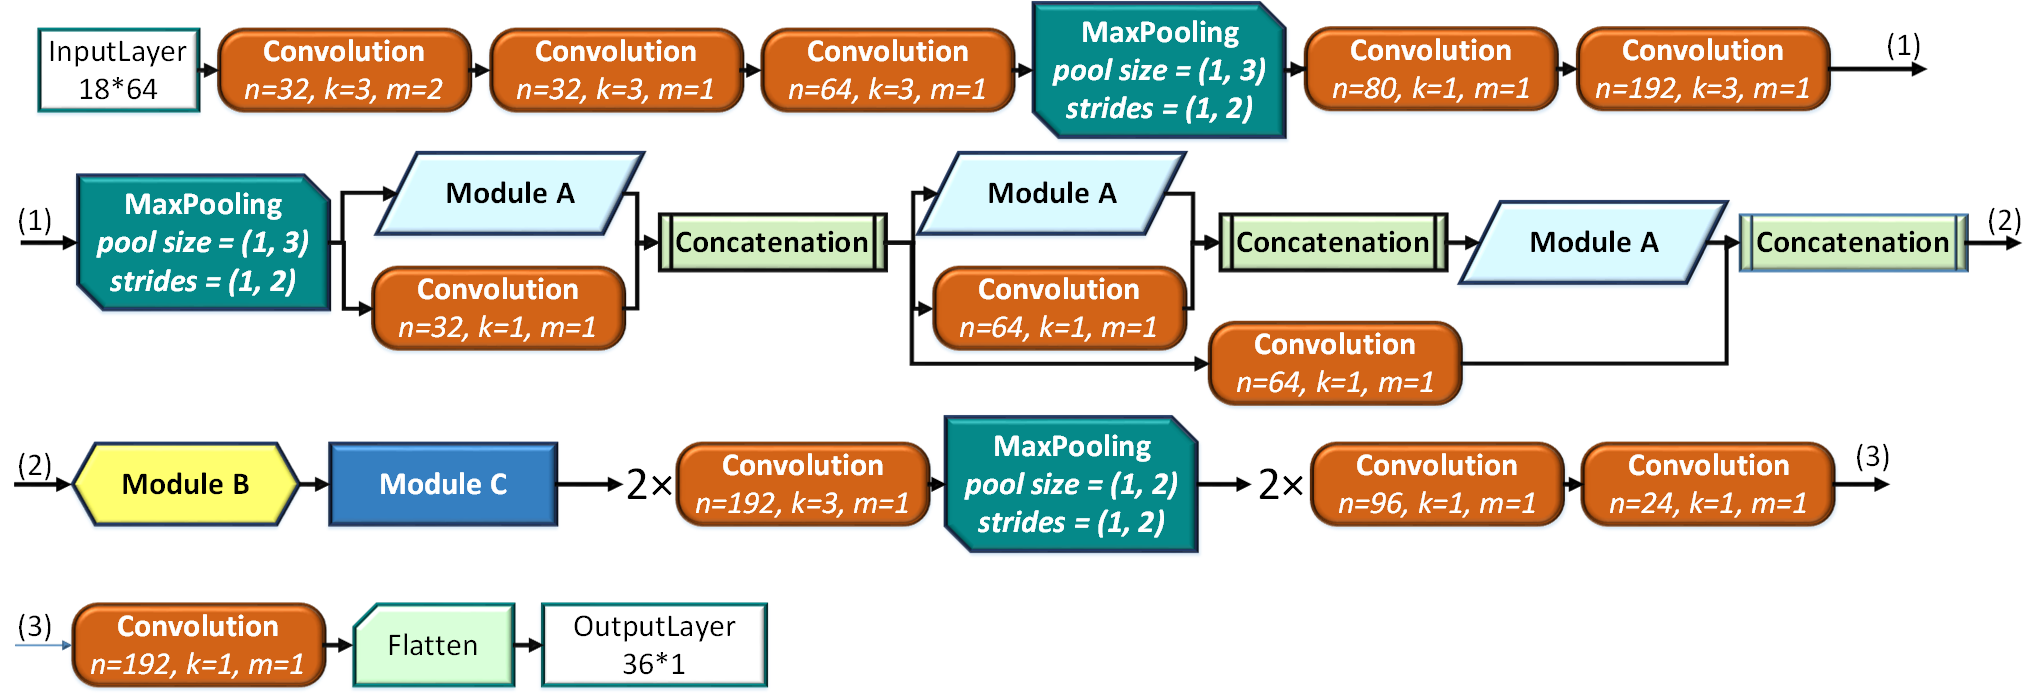 InputLayer
18*64
Convolution
n=32, k=3, m=2
Convolution
n=32, k=3, m=1
Convolution
n=64, k=3, m=1
MaxPooling
pool size = (1, 3)
strides = (1, 2)
Convolution
n=80, k=1, m=1
Convolution
n=192, k=3, m=1
(1)
(1)
MaxPooling
pool size = (1, 3)
strides = (1, 2)
Module A
Convolution
n=32, k=1, m=1
Concatenation
Module A
Convolution
n=64, k=1, m=1
Concatenation
Convolution
n=64, k=1, m=1
Module A
Concatenation
(2)
(2)
Module B
Module C
2×
Convolution
n=192, k=3, m=1
MaxPooling
pool size = (1, 2)
strides = (1, 2)
2×
Convolution
n=96, k=1, m=1
Convolution
n=24, k=1, m=1
(3)
(3)
Convolution
n=192, k=1, m=1
Flatten
OutputLayer
36*1